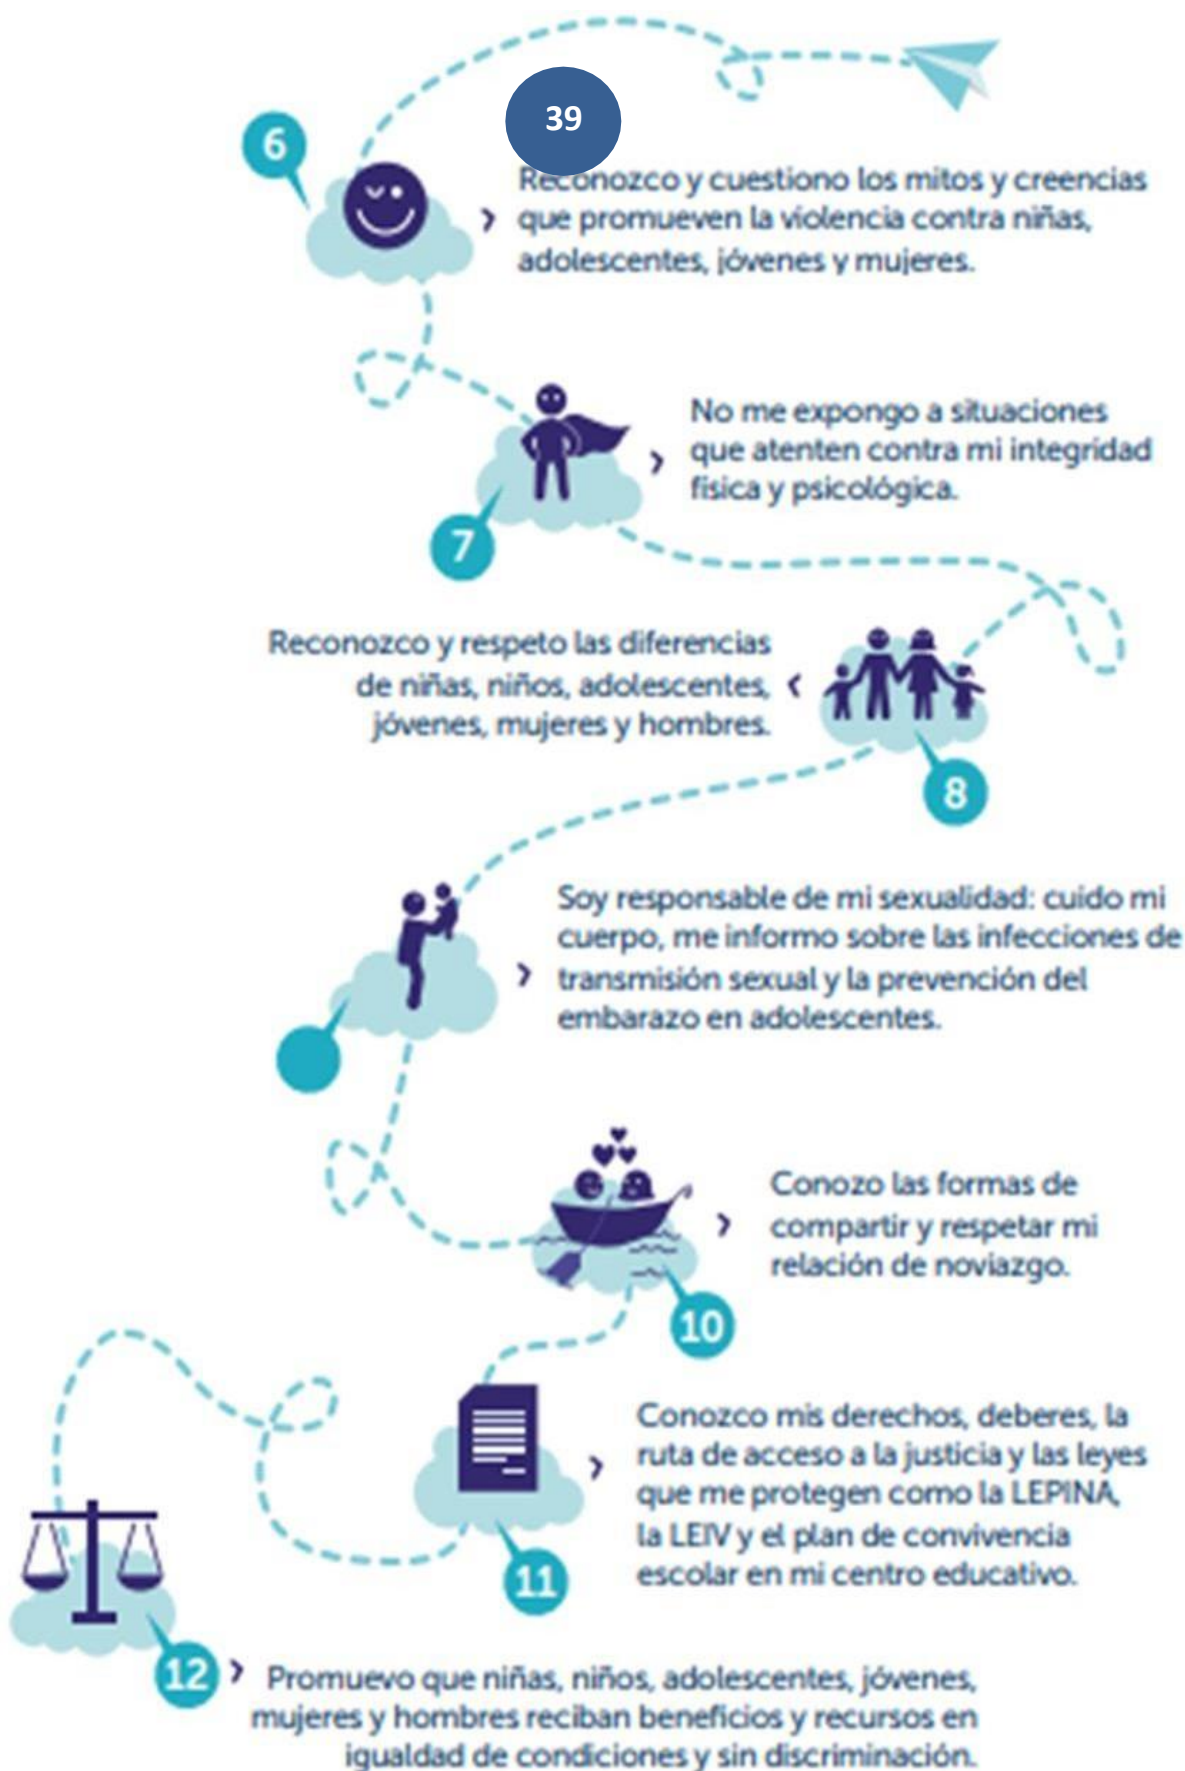 39
6
Reconozco y cuestiono los mitos y creencias
que promueven la violencia contra niñas,
adolescentes, jóvenes y mujeres.
No me expongo a situaciones
que atenten contra mi integridad
física y psicológica.
7
Reconozco y respeto las diferencias
de niñas, niños, adolescentes,
jóvenes, mujeres y hombres.
8
Soy responsable de mi sexualidad: cuido mi
cuerpo, me informo sobre las infecciones de
transmisión sexual y la prevención del
embarazo en adolescentes.
Conozo las formas de
compartir y respetar mi
relación de noviazgo.
10
Conozco mis derechos, deberes, la
ruta de acceso a la justicia y las leyes
que me protegen como la LEPINA,
la LEIV y el plan de convivencia
escolar en mi centro educativo.
11
12
Promuevo que niñas, niños, adolescentes, jóvenes,
mujeres y hombres reciban beneficios y recursos en
igualdad de condiciones y sin discriminación.